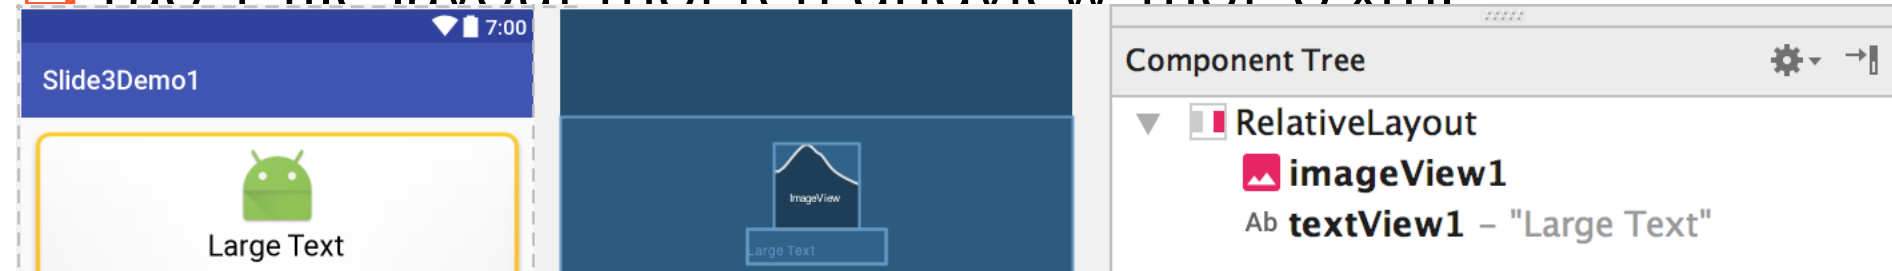 7:00
Slide3Demo1
Large Text
ImageView
Large Text
Component Tree
RelativeLayout
imageView1
Ab textView1 – "Large Text"